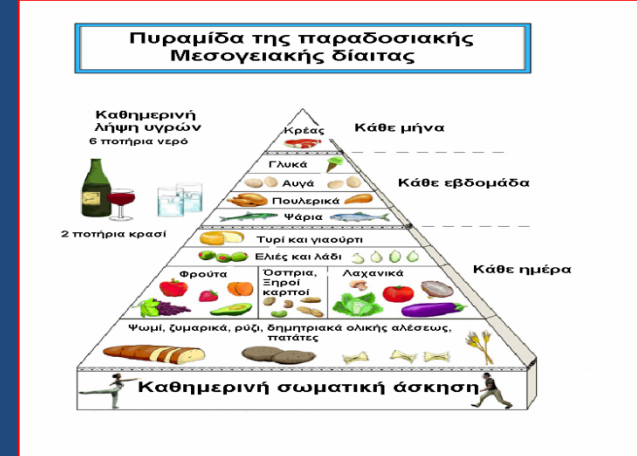 Πυραμίδα της παραδοσιακής
Μεσογειακής δίαιτας
Καθημερινή
λήψη υγρών
6 ποτήρια νερό
2 ποτήρια κρασί
Κρέας
Κάθε μήνα
Γλυκά
Αυγά
Κάθε εβδομάδα
Πουλερικά
Ψάρια
Τυρί και γιαούρτι
Ελιές και λάδι
Κάθε ημέρα
Φρούτα
Όσπρια,
Ξηροί
καρποί
Λαχανικά
Ψωμί, ζυμαρικά, ρύζι, δημητριακά ολικής αλέσεως,
πατάτες
Καθημερινή σωματική άσκηση